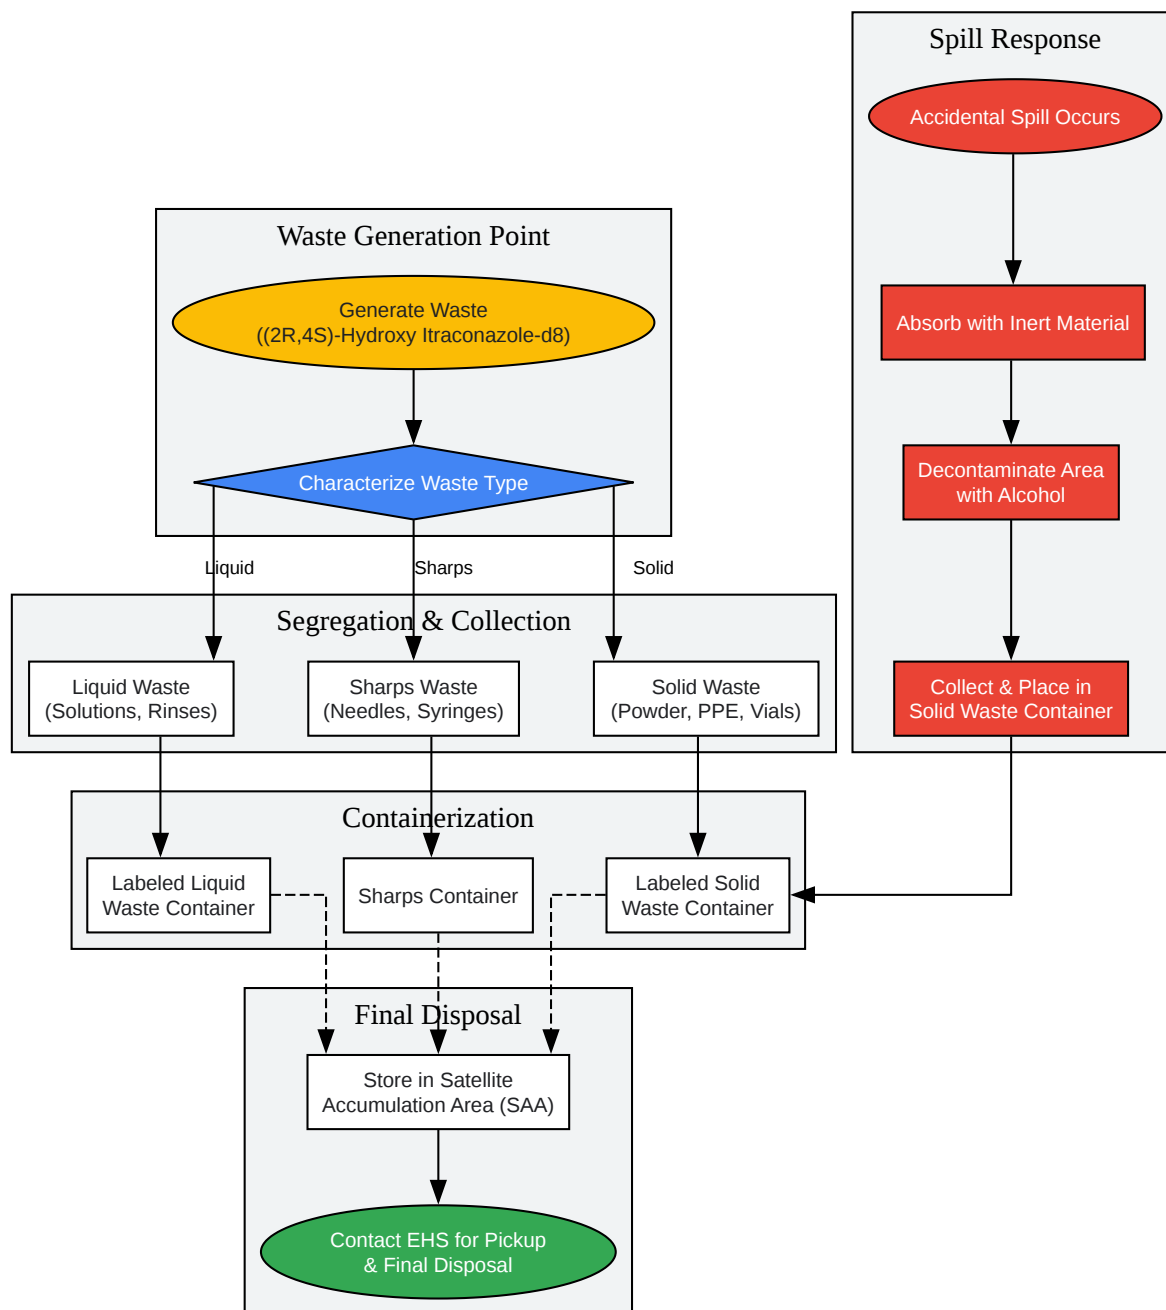 Spill Response
Accidental Spill Occurs
Absorb with Inert Material
Decontaminate Area
with Alcohol
Collect & Place in
Solid Waste Container
Waste Generation Point
Generate Waste
((2R,4S)-Hydroxy Itraconazole-d8)
Characterize Waste Type
Liquid
Sharps
Solid
Segregation & Collection
Liquid Waste
(Solutions, Rinses)
Sharps Waste
(Needles, Syringes)
Solid Waste
(Powder, PPE, Vials)
Containerization
Labeled Liquid
Waste Container
Sharps Container
Labeled Solid
Waste Container
Final Disposal
Store in Satellite
Accumulation Area (SAA)
Contact EHS for Pickup
& Final Disposal